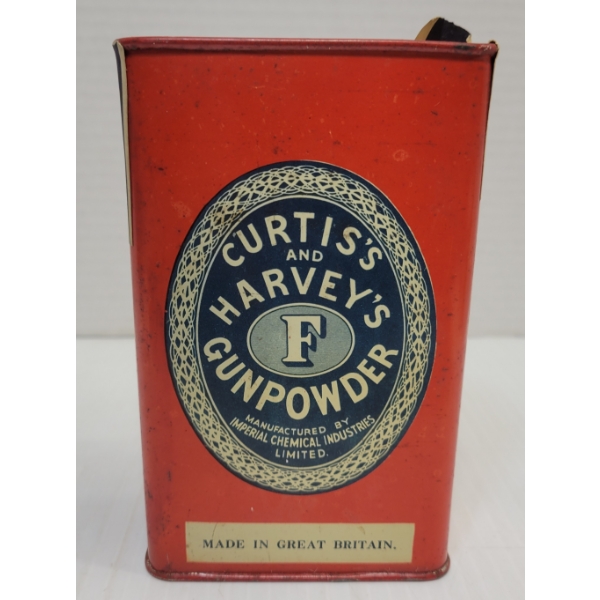 CURTIS'S
AND
HARVEY'S
F
GUNPOWDER
MANUFACTURED BY
IMPERIAL CHEMICAL INDUSTRIES
LIMITED.
MADE IN GREAT BRITAIN.